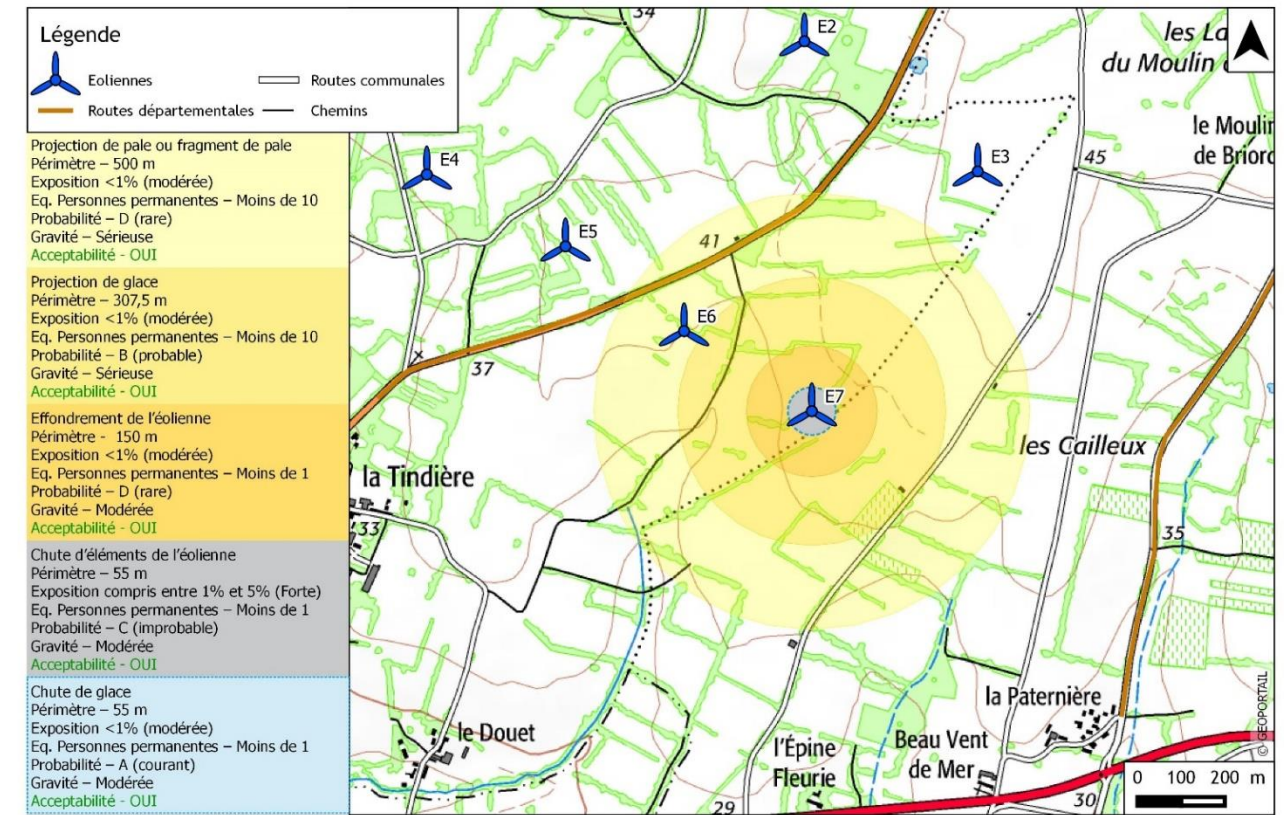 Légende
Eoliennes
Routes communales
Routes départementales
Chemins
Projection de pale ou fragment de pale
Périmètre – 500 m
Exposition <1% (modérée)
Eq. Personnes permanentes – Moins de 10
Probabilité – D (rare)
Gravité – Sérieuse
Acceptabilité - OUI
Projection de glace
Périmètre – 307,5 m
Exposition <1% (modérée)
Eq. Personnes permanentes – Moins de 10
Probabilité – B (probable)
Gravité – Sérieuse
Acceptabilité - OUI
Effondrement de l'éolienne
Périmètre - 150 m
Exposition <1% (modérée)
Eq. Personnes permanentes – Moins de 1
Probabilité – D (rare)
Gravité – Modérée
Acceptabilité - OUI
Chute d'éléments de l'éolienne
Périmètre – 55 m
Exposition compris entre 1% et 5% (Forte)
Eq. Personnes permanentes – Moins de 1
Probabilité – C (improbable)
Gravité – Modérée
Acceptabilité - OUI
Chute de glace
Périmètre – 55 m
Exposition <1% (modérée)
Eq. Personnes permanentes – Moins de 1
Probabilité – A (courant)
Gravité – Modérée
Acceptabilité - OUI
34
E2
les La
du Moulin
le Moulin
de Briord
E4
E3
45
E5
41
E6
37
E7
les Cailleux
la Tindière
33
35
la Paternière
le Douet
l'Épine
Fleurie
Beau Vent
de Mer
29
30
© GEOPORTAIL
0 100 200 m